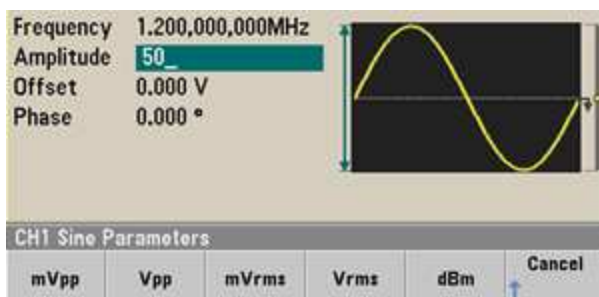 Frequency 1.200,000,000MHz
Amplitude 50_
Offset 0.000 V
Phase 0.000 °
CH1 Sine Parameters
mVpp Vpp mVrms Vrms dBm Cancel